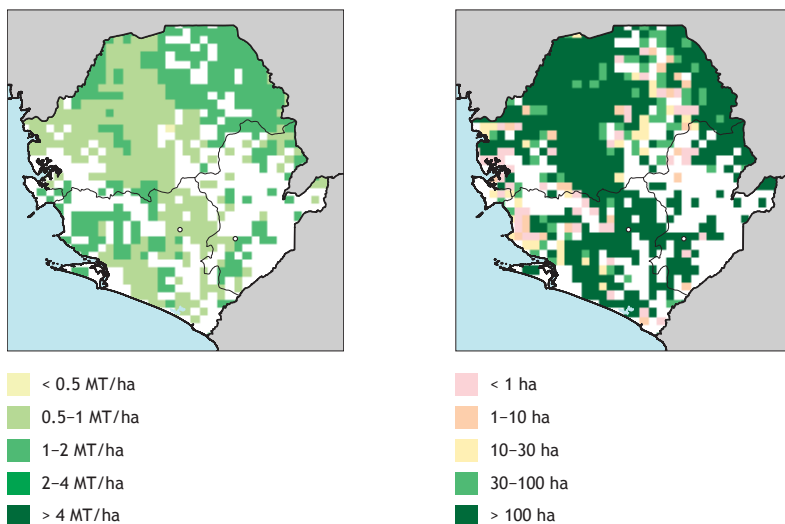 < 0.5 MT/ha
0.5–1 MT/ha
1–2 MT/ha
2–4 MT/ha
> 4 MT/ha
< 1 ha
1–10 ha
10–30 ha
30–100 ha
> 100 ha